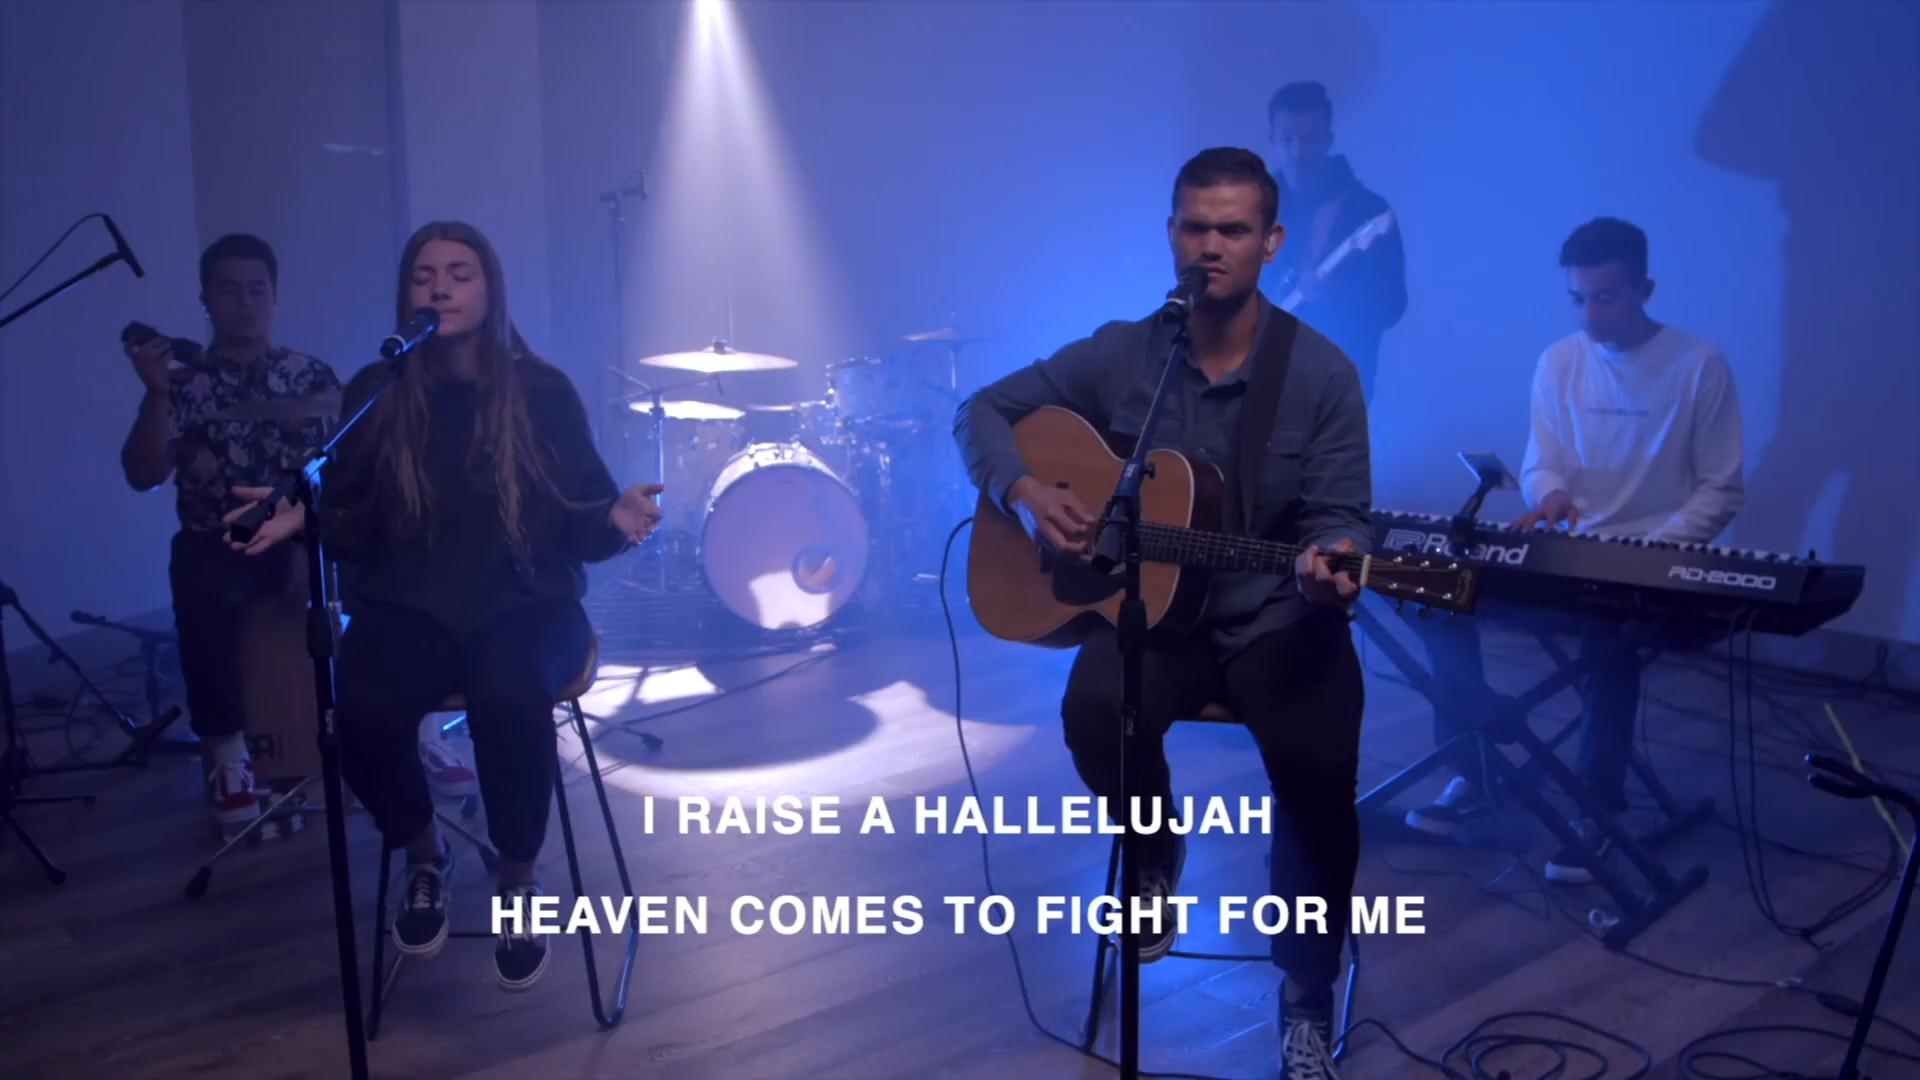 Roland
RD-2000
I RAISE A HALLELUJAH
HEAVEN COMES TO FIGHT FOR ME